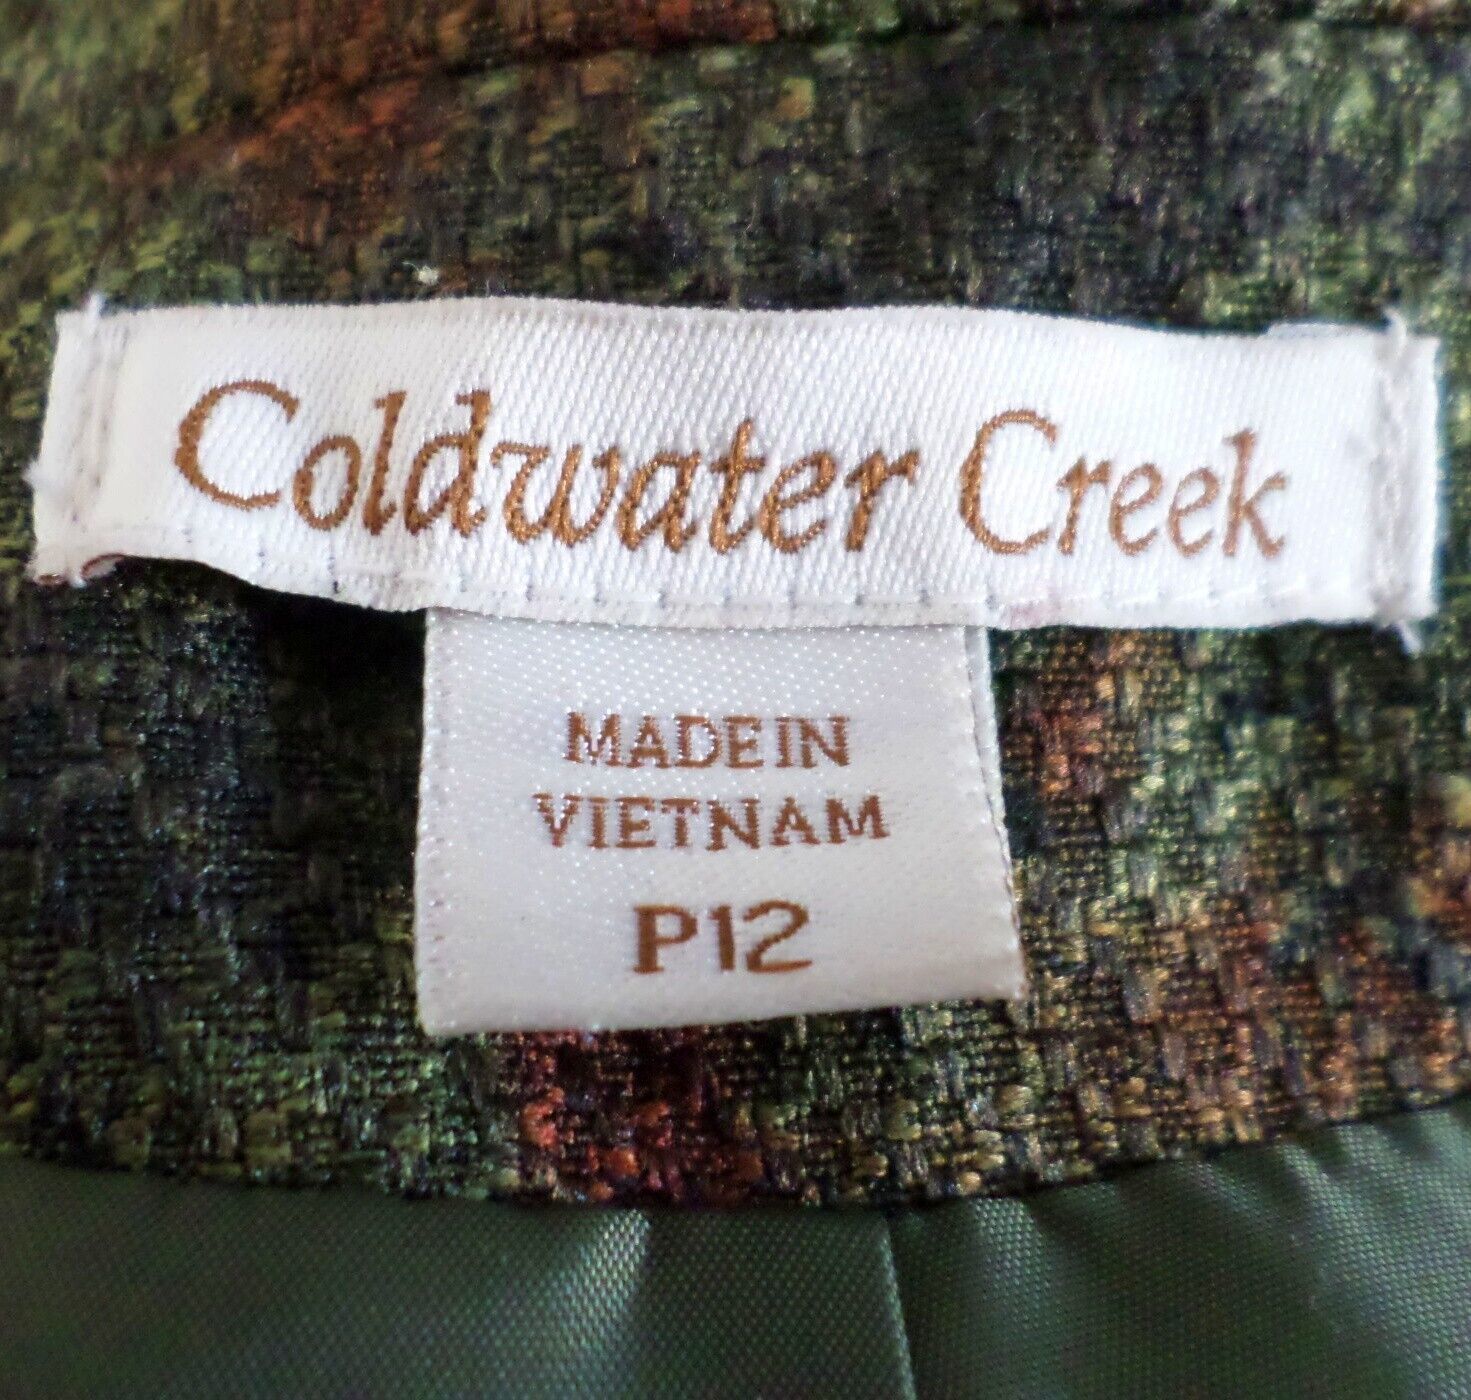 Coldwater Creek
MADE IN
VIETNAM
P12